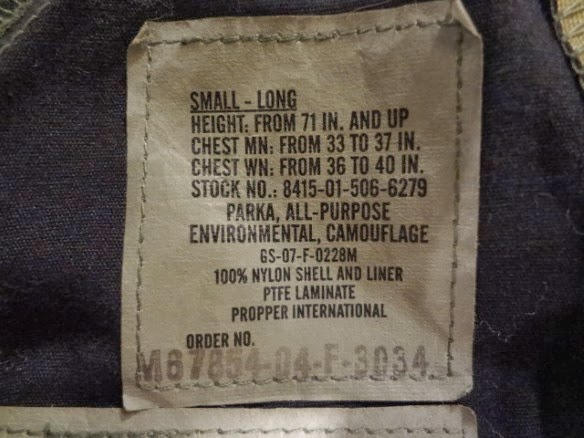 SMALL - LONG
HEIGHT: FROM 71 IN. AND UP
CHEST MN: FROM 33 TO 37 IN.
CHEST WN: FROM 36 TO 40 IN.
STOCK NO.: 8415-01-506-6279
PARKA, ALL-PURPOSE
ENVIRONMENTAL, CAMOUFLAGE
GS-07-F-0228M
100% NYLON SHELL AND LINER
PTFE LAMINATE
PROPPER INTERNATIONAL
ORDER NO.
M67854-04-F-3034